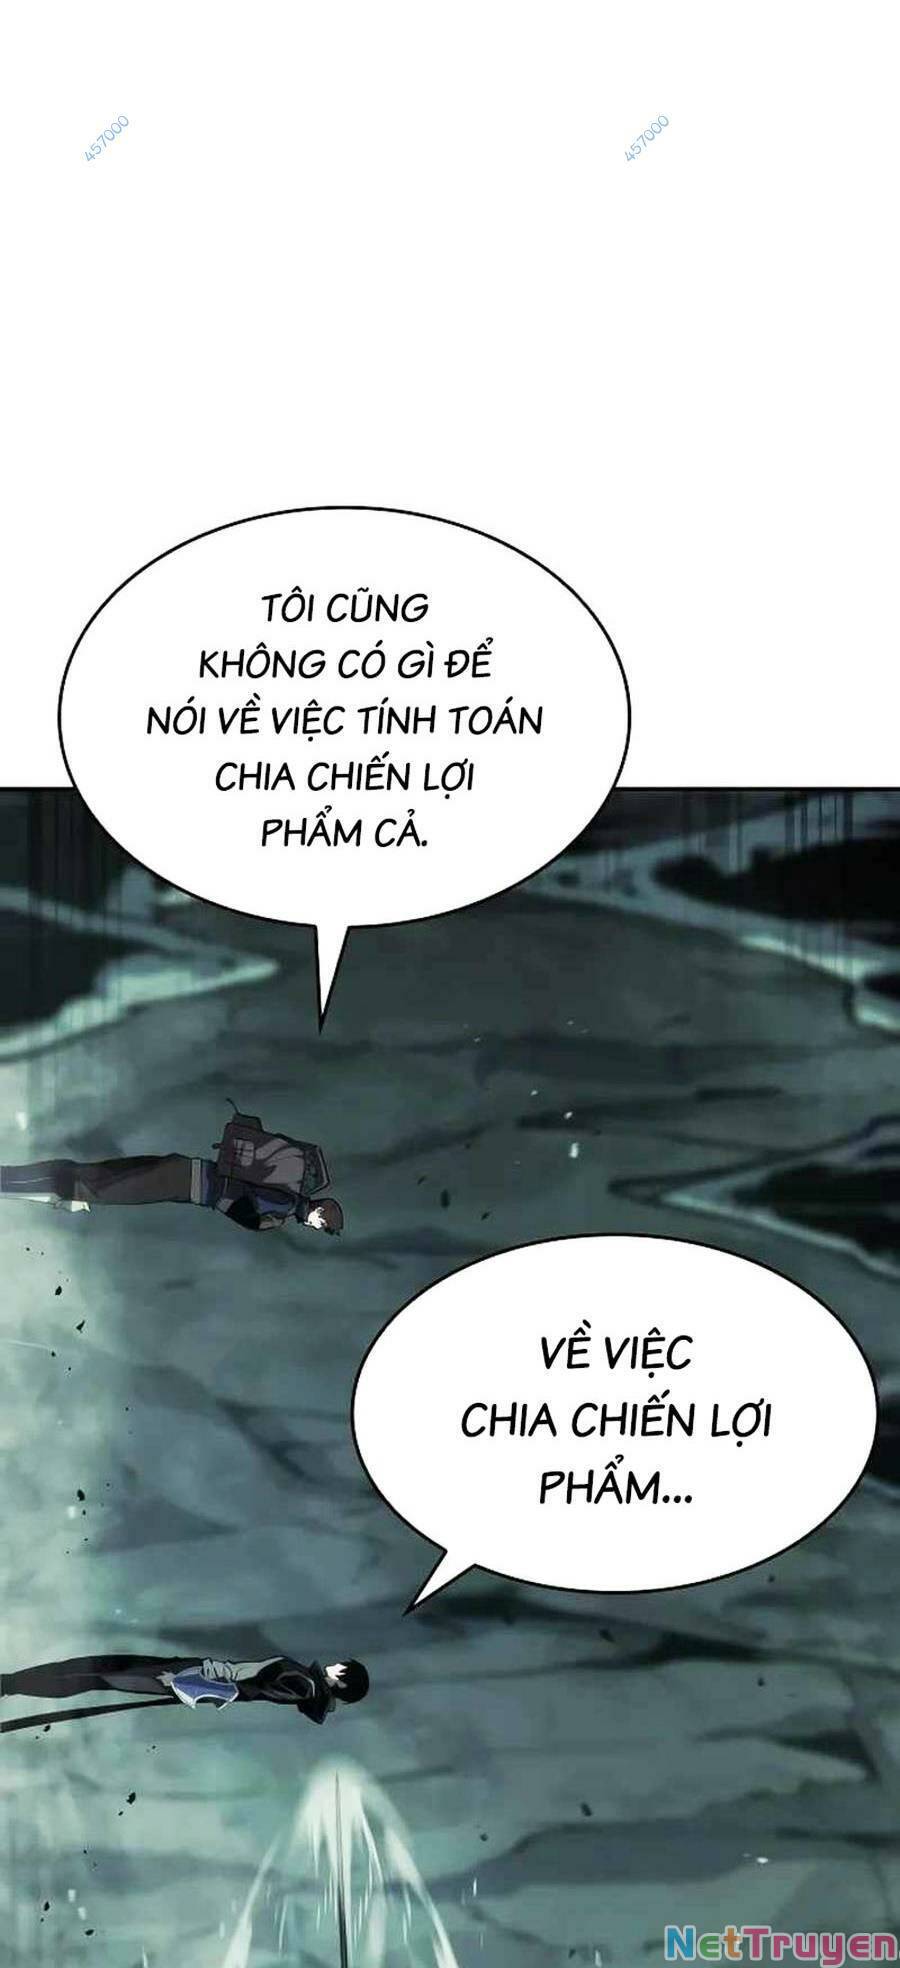 457000
457000
TÔI CŨNG
KHÔNG CÓ GÌ ĐỂ
NÓI VỀ VIỆC TÍNH TOÁN
CHIA CHIẾN LỢI
PHẨM CẢ.
VỀ VIỆC
CHIA CHIẾN LỢI
PHẨM...
NetTruyen